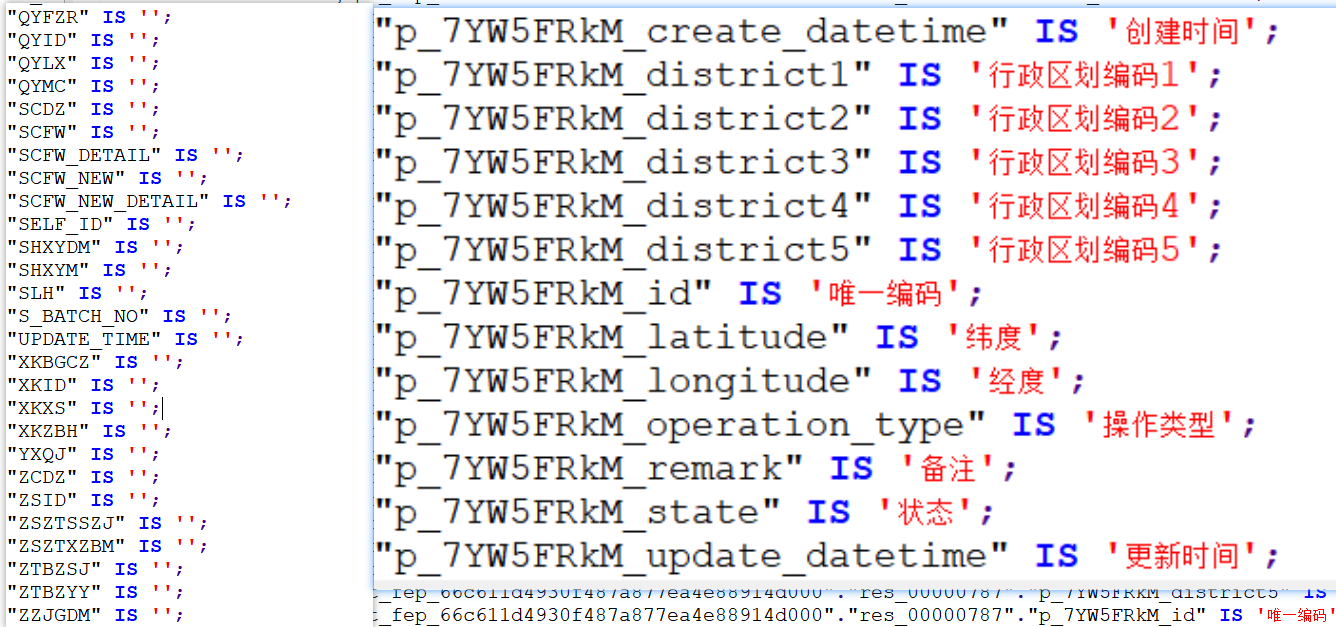 "QYFZR" IS '';
"QYID" IS '';
"QYLX" IS '';
"QYMC" IS '';
"SCDZ" IS '';
"SCFW" IS '';
"SCFW_DETAIL" IS '';
"SCFW_NEW" IS '';
"SCFW_NEW_DETAIL" IS '';
"SELF_ID" IS '';
"SHXYDM" IS '';
"SHXYM" IS '';
"SLH" IS '';
"S_BATCH_NO" IS '';
"UPDATE_TIME" IS '';
"XKBGCZ" IS '';
"XKID" IS '';
"XKXS" IS '';
"XKZBH" IS '';
"YXQJ" IS '';
"ZCDZ" IS '';
"ZSID" IS '';
"ZSZTSSZJ" IS '';
"ZSZTXZBM" IS '';
"ZTBZSJ" IS '';
"ZTBZYY" IS '';
"ZZJGDM" IS '';
"p_7YW5FRkM_create_datetime" IS '创建时间';
"p_7YW5FRkM_district1" IS '行政区划编码1';
"p_7YW5FRkM_district2" IS '行政区划编码2';
"p_7YW5FRkM_district3" IS '行政区划编码3';
"p_7YW5FRkM_district4" IS '行政区划编码4';
"p_7YW5FRkM_district5" IS '行政区划编码5';
"p_7YW5FRkM_id" IS '唯一编码';
"p_7YW5FRkM_latitude" IS '纬度';
"p_7YW5FRkM_longitude" IS '经度';
"p_7YW5FRkM_operation_type" IS '操作类型';
"p_7YW5FRkM_remark" IS '备注';
"p_7YW5FRkM_state" IS '状态';
"p_7YW5FRkM_update_datetime" IS '更新时间';
t_fep_66c611d4930f487a877ea4e88914d000"."res_00000787"."p_7YW5FRkM_district5" IS
t_fep_66c611d4930f487a877ea4e88914d000"."res_00000787"."p_7YW5FRkM_id" IS '唯一编码'